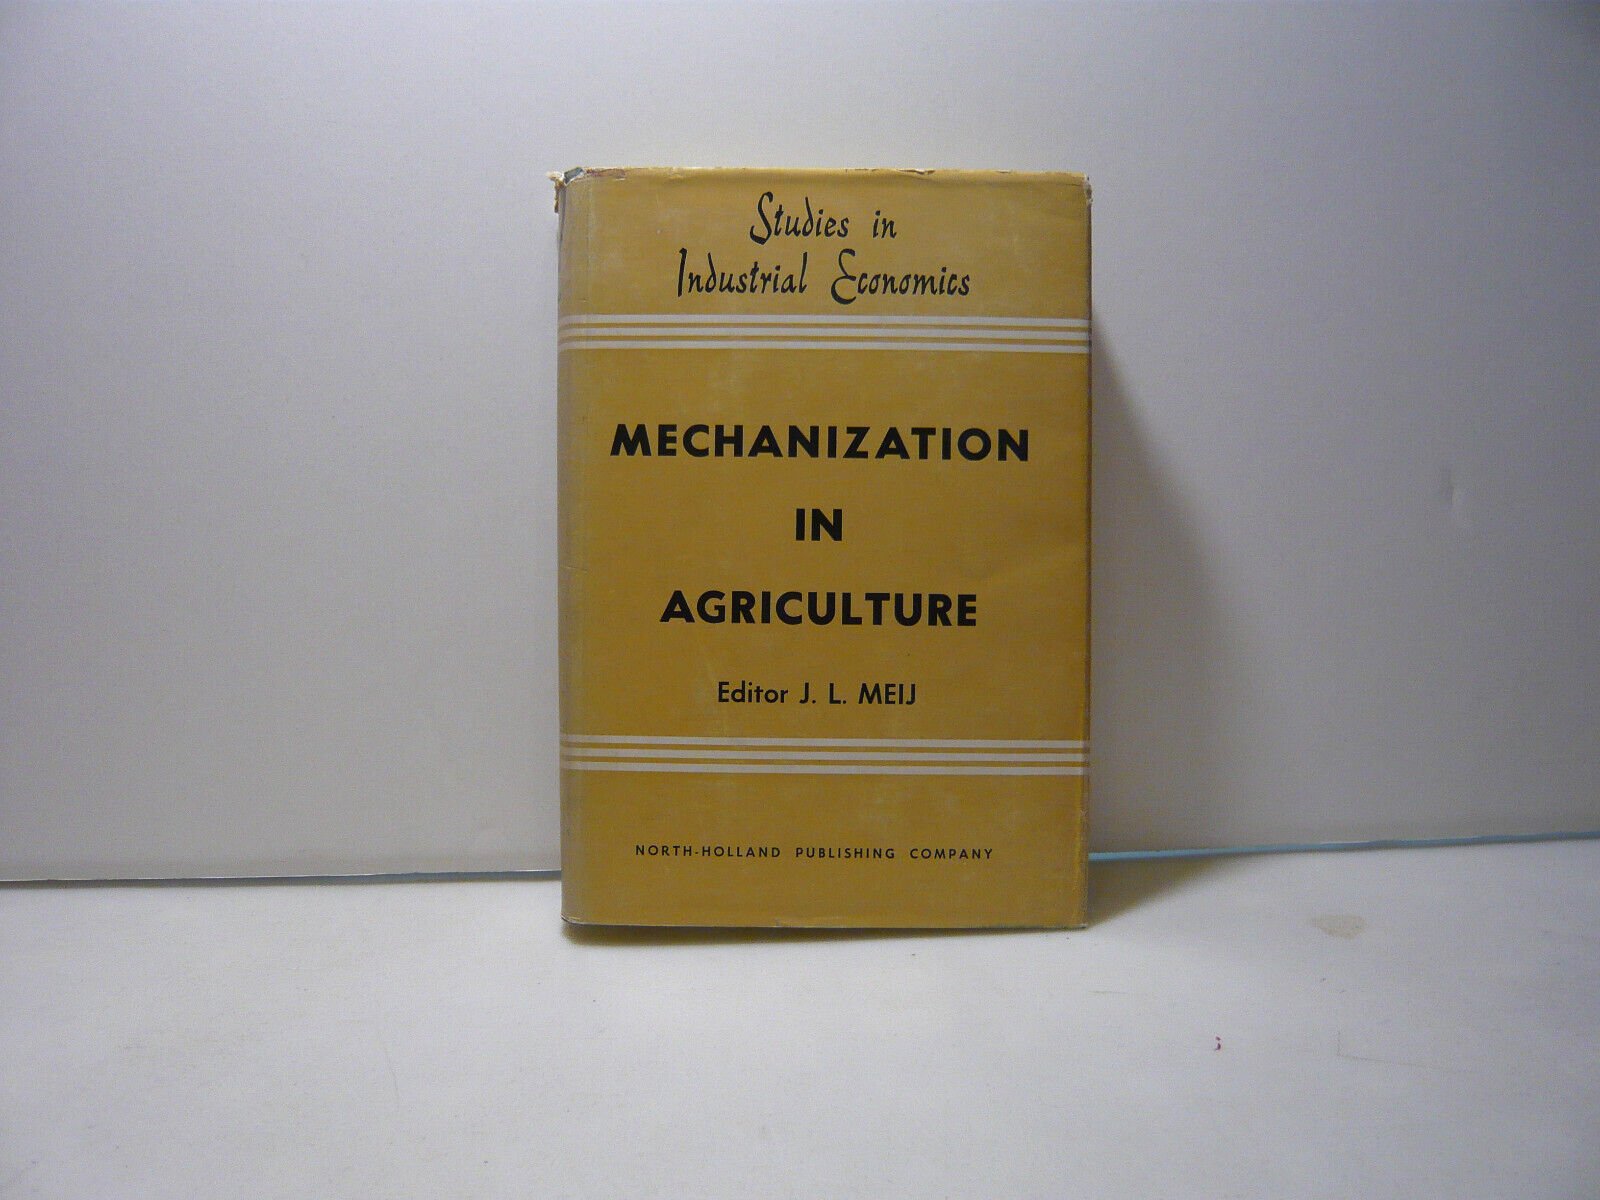 Studies in
Industrial Economics
MECHANIZATION
IN
AGRICULTURE
Editor J. L. MEIJ
NORTH-HOLLAND PUBLISHING COMPANY